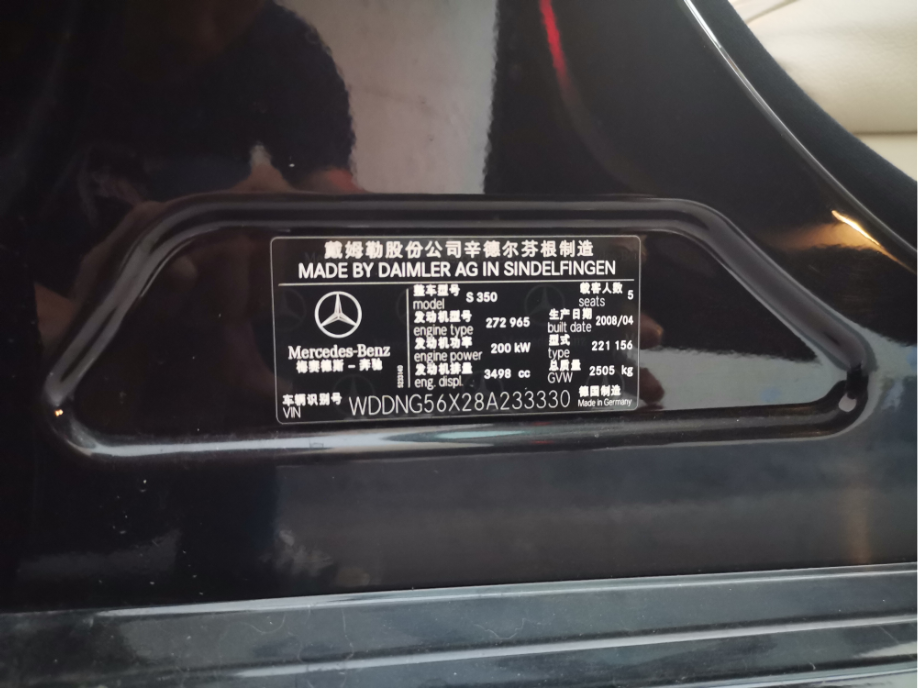 戴姆勒股份公司辛德尔芬根制造
MADE BY DAIMLER AG IN SINDELFINGEN
Mercedes-Benz
梅赛德斯-奔驰
整车型号
model S 350
载客人数
seats 5
发动机型号
engine type 272 965
生产日期
built date 2008/04
发动机功率
engine power 200 kW
型式
type 221 156
发动机排量
eng. displ. 3498 cc
总质量
GVW 2505 kg
车辆识别号
VIN WDDNG56X28A233330
德国制造
Made in Germany